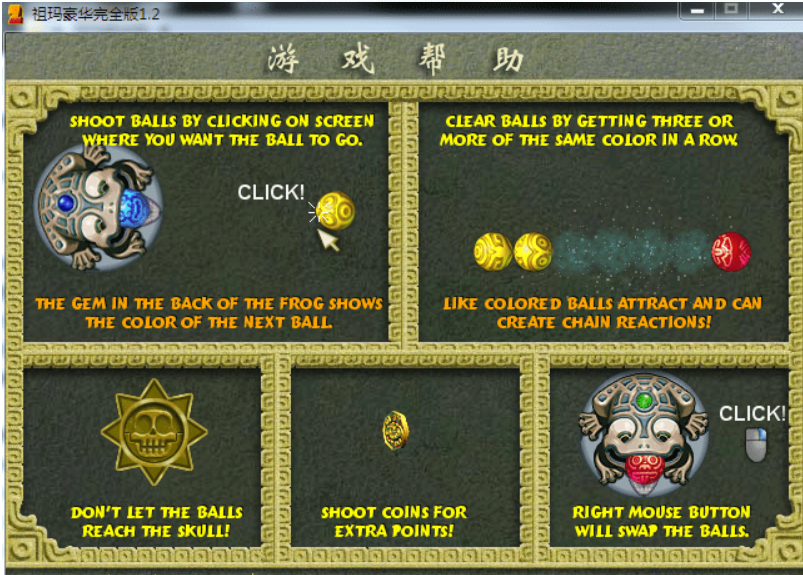 祖玛豪华完全版1.2
游戏帮助
SHOOT BALLS BY CLICKING ON SCREEN
WHERE YOU WANT THE BALL TO GO.
CLICK!
THE GEM IN THE BACK OF THE FROG SHOWS
THE COLOR OF THE NEXT BALL.
CLEAR BALLS BY GETTING THREE OR
MORE OF THE SAME COLOR IN A ROW.
LIKE COLORED BALLS ATTRACT AND CAN
CREATE CHAIN REACTIONS!
DON'T LET THE BALLS
REACH THE SKULL!
SHOOT COINS FOR
EXTRA POINTS!
CLICK!
RIGHT MOUSE BUTTON
WILL SWAP THE BALLS.